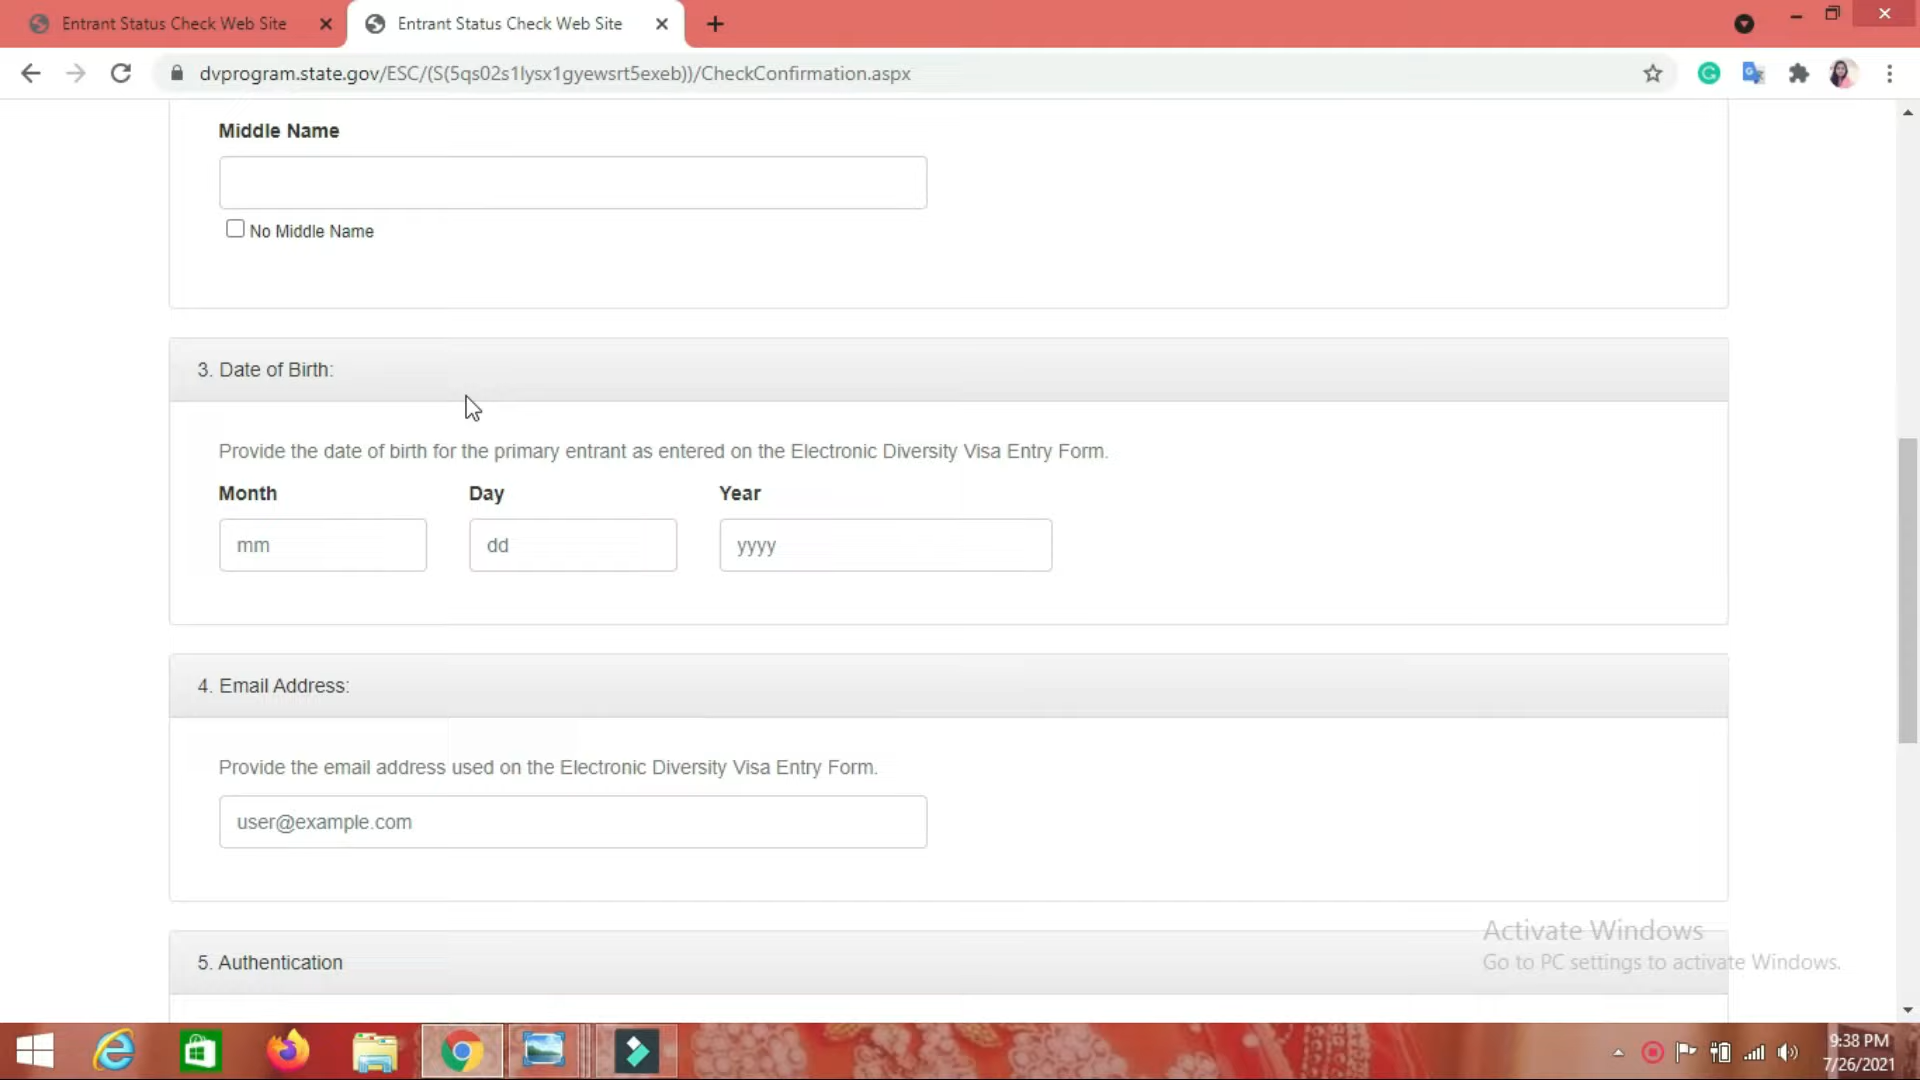 Entrant Status Check Web Site
Entrant Status Check Web Site
dvprogram.state.gov/ESC/(S(5qs02s1lysx1gyewsrt5exeb))/CheckConfirmation.aspx
Middle Name
No Middle Name
3. Date of Birth:
Provide the date of birth for the primary entrant as entered on the Electronic Diversity Visa Entry Form.
Month Day Year
mm dd yyyy
4. Email Address:
Provide the email address used on the Electronic Diversity Visa Entry Form.
user@example.com
Activate Windows
5. Authentication
Go to PC settings to activate Windows.
9:38 PM
7/26/2021